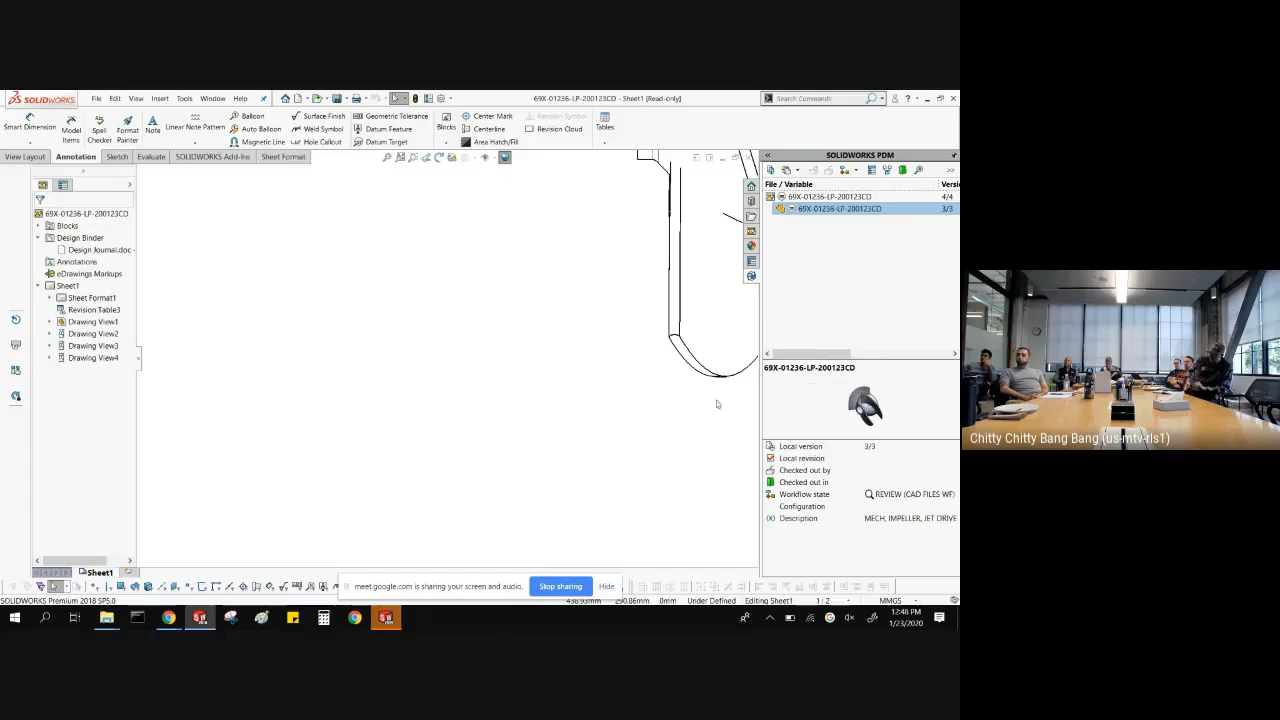 SOLIDWORKS
File Edit View Insert Tools Window Help
69X-01236-LP-200123CD - Sheet1 [Read-only]
Search Commands
Smart Dimension
Model Items
Spell Checker
Format Painter
Note
Linear Note Pattern
Balloon
Auto Balloon
Magnetic Line
Surface Finish
Weld Symbol
Hole Callout
Geometric Tolerance
Datum Feature
Datum Target
Blocks
Center Mark
Centerline
Area Hatch/Fill
Revision Symbol
Revision Cloud
Tables
View Layout Annotation Sketch Evaluate SOLIDWORKS Add-Ins Sheet Format
69X-01236-LP-200123CD
Blocks
Design Binder
Design Journal.doc
Annotations
eDrawings Markups
Sheet1
Sheet Format1
Revision Table3
Drawing View1
Drawing View2
Drawing View3
Drawing View4
SOLIDWORKS PDM
File / Variable Versi
69X-01236-LP-200123CD 4/4
69X-01236-LP-200123CD 3/3
69X-01236-LP-200123CD
Local version 3/3
Local revision
Checked out by
Checked out in
Workflow state REVIEW (CAD FILES WF)
Configuration
Description MECH, IMPELLER, JET DRIVE
Sheet1
meet.google.com is sharing your screen and audio. Stop sharing Hide
SOLIDWORKS Premium 2018 SP5.0
438.93mm 290.86mm 0mm Under Defined Editing Sheet1 1 : 2 MMGS
12:48 PM
1/23/2020
Chitty Chitty Bang Bang (us-mtv-rls1)